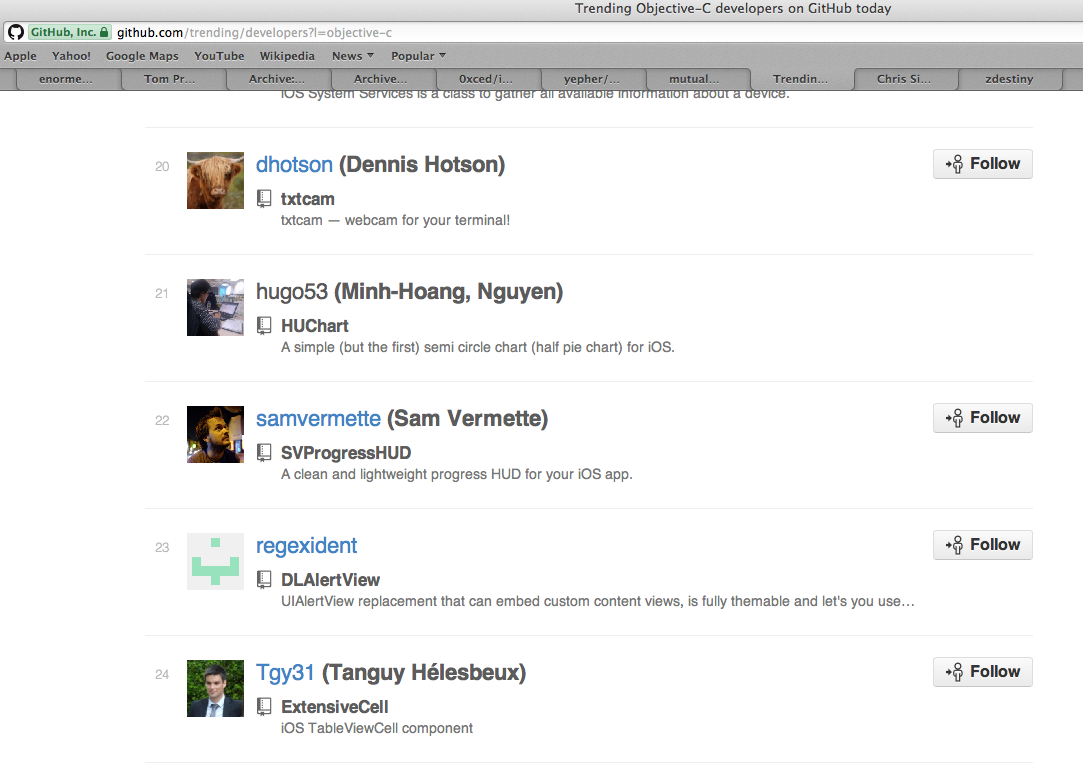 Trending Objective-C developers on GitHub today
GitHub, Inc. github.com/trending/developers?l=objective-c
Apple Yahoo! Google Maps YouTube Wikipedia News Popular
enorme... Tom Pr... Archive:... Archive... 0xced/i... yepher/... mutual... Trendin... Chris Si... zdestiny
iOS System Services is a class to gather all available information about a device.
20 dhotson (Dennis Hotson) Follow
txtcam
txtcam — webcam for your terminal!
21 hugo53 (Minh-Hoang, Nguyen)
HUChart
A simple (but the first) semi circle chart (half pie chart) for iOS.
22 samvermette (Sam Vermette) Follow
SVProgressHUD
A clean and lightweight progress HUD for your iOS app.
23 regexident Follow
DLAlertView
UIAlertView replacement that can embed custom content views, is fully themable and let's you use…
24 Tgy31 (Tanguy Hélesbeux) Follow
ExtensiveCell
iOS TableViewCell component